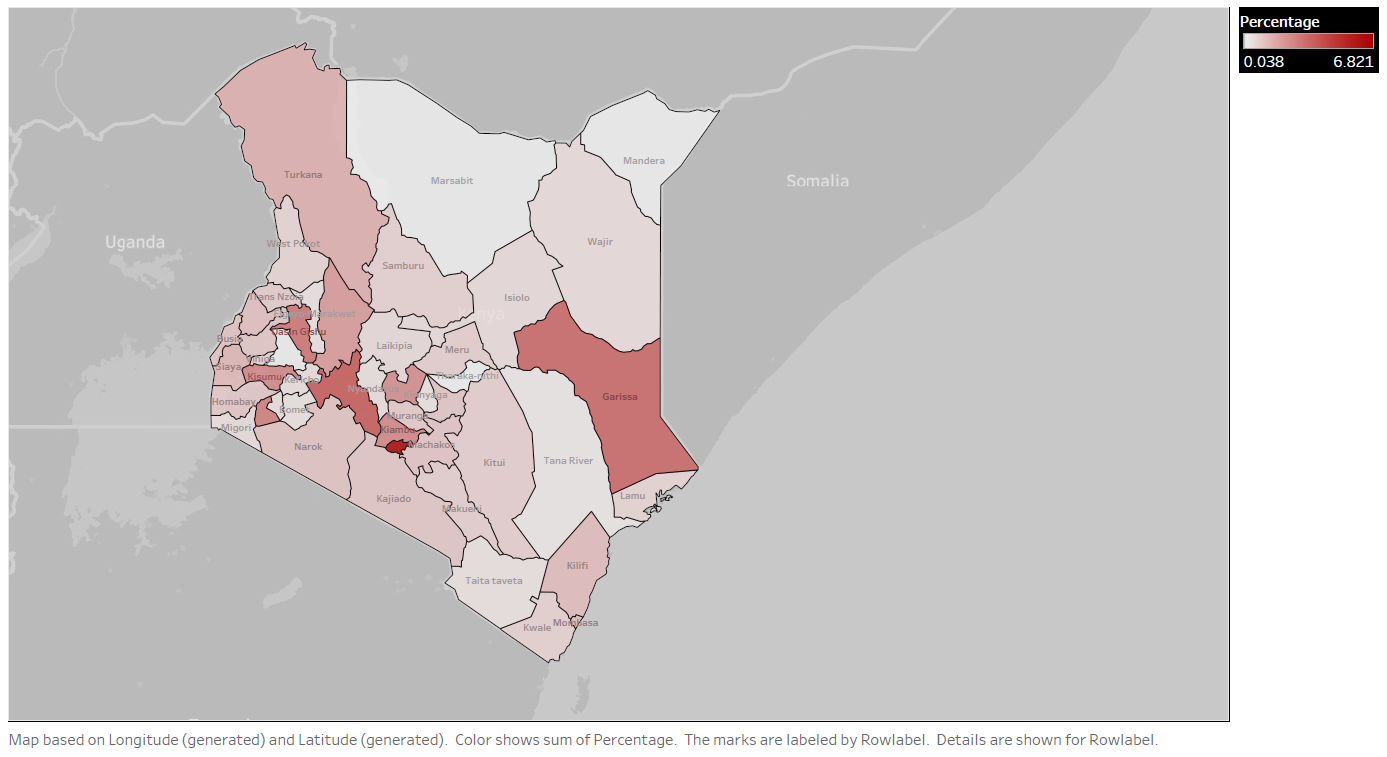 Percentage
0.038 6.821
Mandera
Turkana
Marsabit
Somalia
Uganda
West Pokot
Wajir
Samburu
Trans Nzoia
Isiolo
Elgeyo Marakwet
Kenya
Uasin Gishu
Busia
Laikipia
Meru
Vihiga
Siaya
Kisumu
Kericho
Tharaka-nithi
Nyandarua
Kirinyaga
Garissa
Homabay
Bomet
Muranga
Migori
Kiambu
Narok
Machakos
Kitui
Tana River
Kajiado
Lamu
Makueni
Kilifi
Taita taveta
Kwale
Mombasa
Map based on Longitude (generated) and Latitude (generated).  Color shows sum of Percentage.  The marks are labeled by Rowlabel.  Details are shown for Rowlabel.